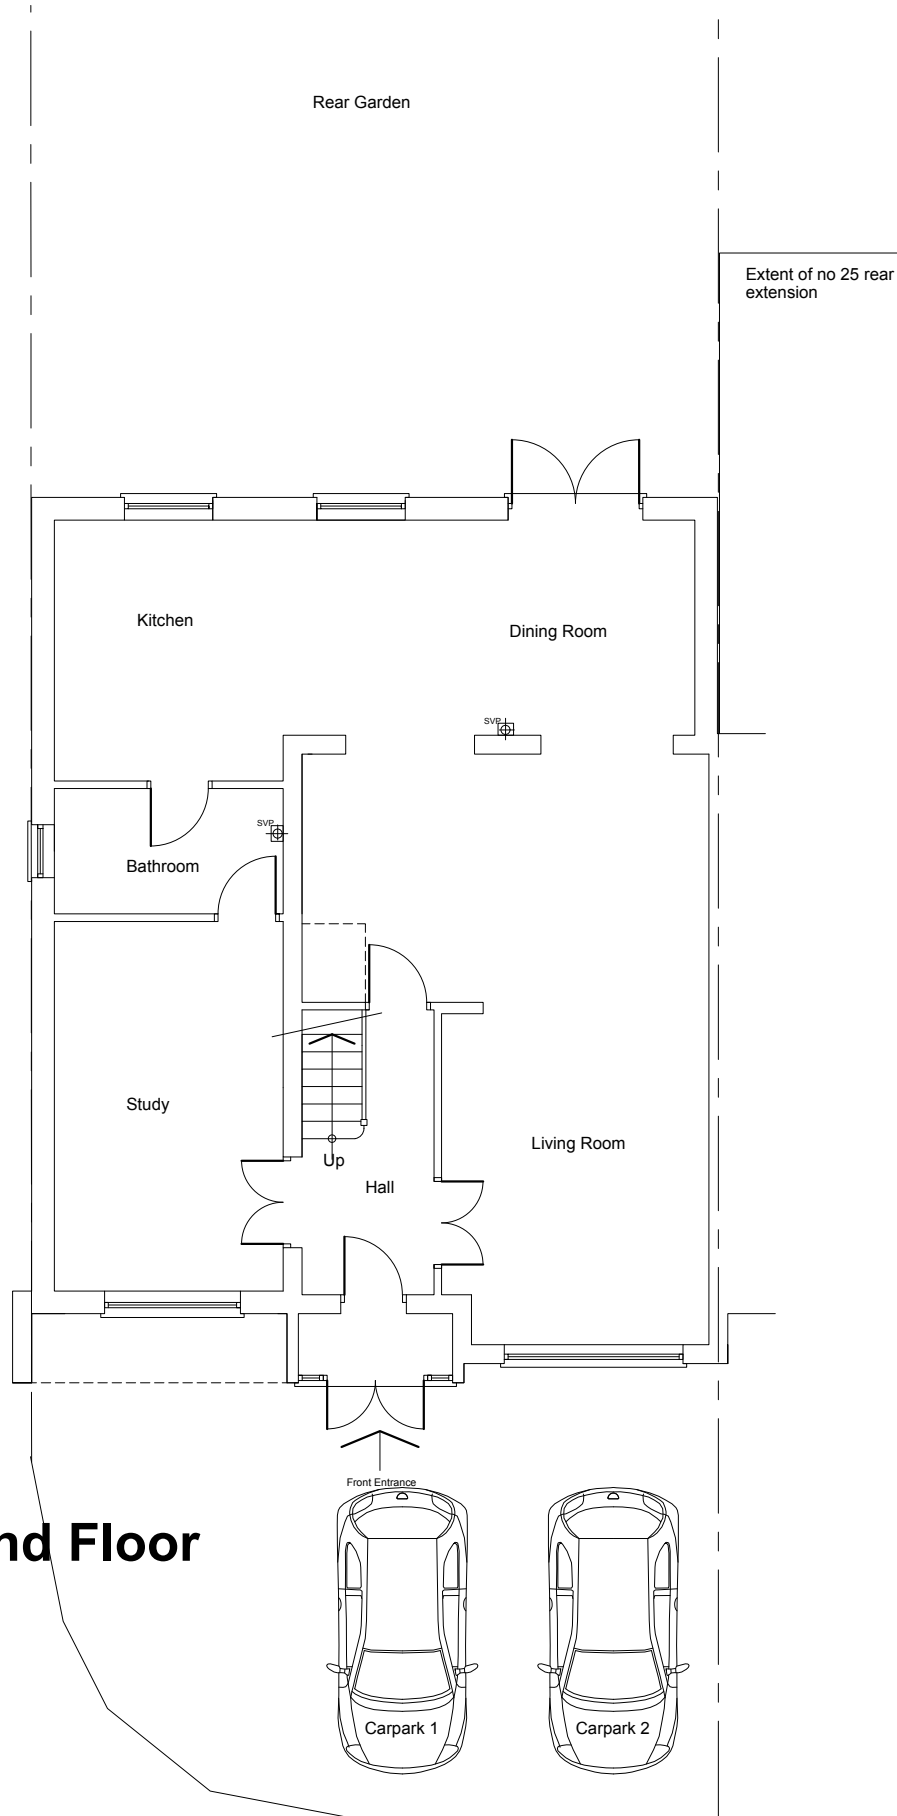 Rear Garden
Extent of no 25 rear
extension
Kitchen
Dining Room
SVP
SVP
Bathroom
Study
Living Room
Up
Hall
Front Entrance
Floor
Carpark 1
Carpark 2